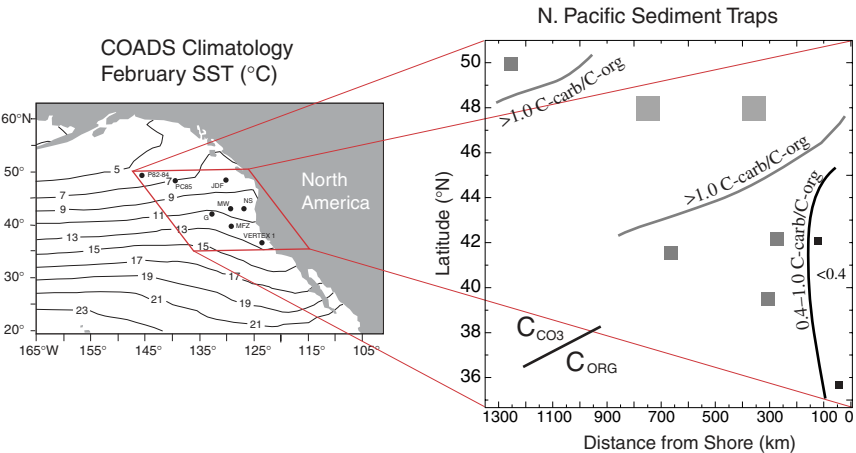 COADS Climatology
February SST (°C)
60°N
50°
40°
30°
20°
165°W
155°
145°
135°
125°
105°
5
7
7
9
9
11
13
13
15
15
17
17
19
19
21
21
23
P82-84
PC85
JDF
MW
NS
G
MFZ
VERTEX 1
North
America
N. Pacific Sediment Traps
Latitude (°N)
50
48
46
44
42
40
38
36
>1.0 C-carb/C-org
>1.0 C-carb/C-org
0.4–1.0 C-carb/C-org
<0.4
CCO3
CORG
1300 1100 900 700 500 300 100 0
Distance from Shore (km)